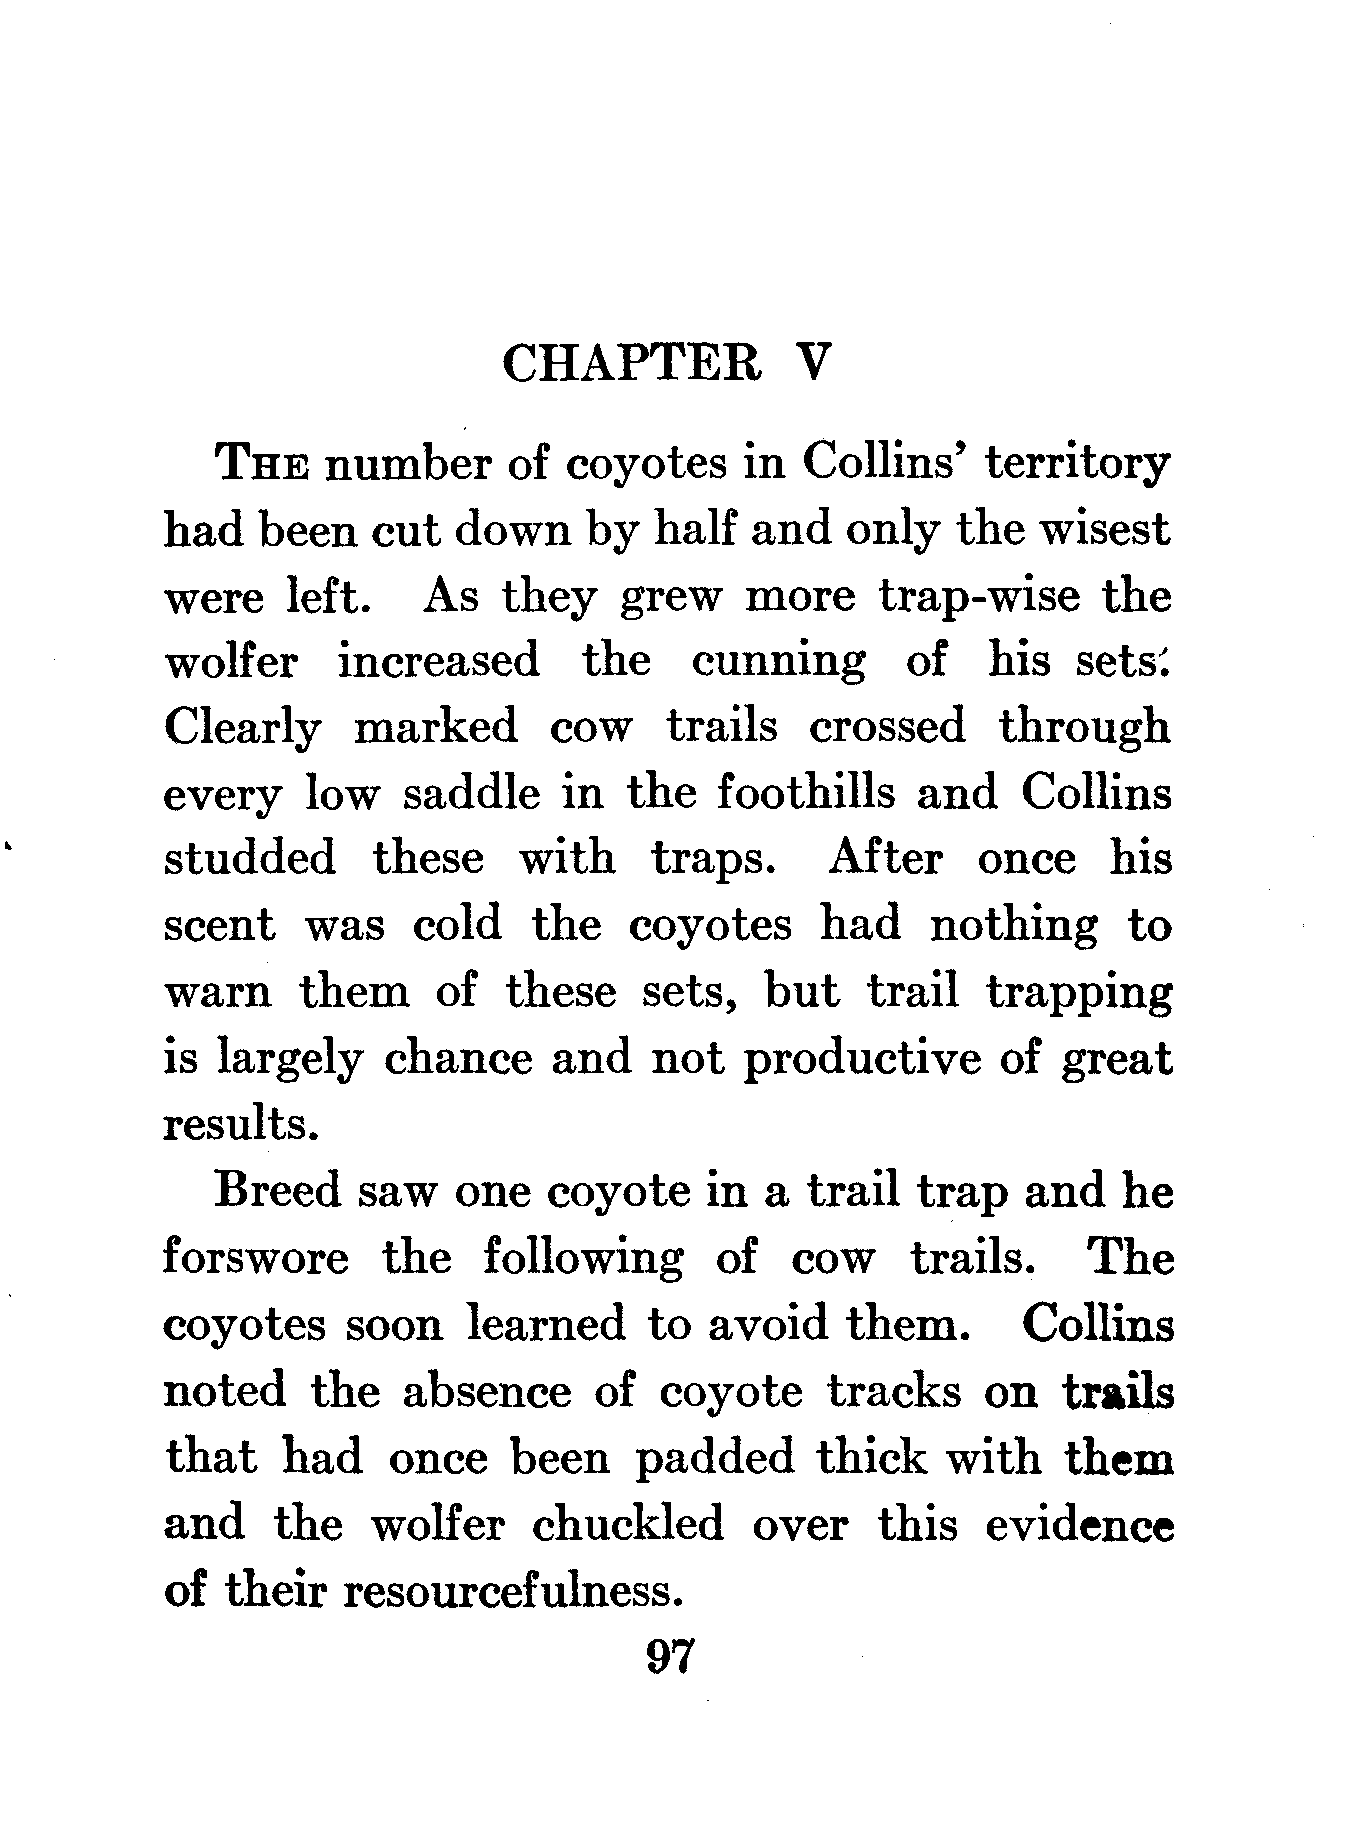 CHAPTER V
THE number of coyotes in Collins' territory
had been cut down by half and only the wisest
were left. As they grew more trap-wise the
wolfer increased the cunning of his sets.
Clearly marked cow trails crossed through
every low saddle in the foothills and Collins
studded these with traps. After once his
scent was cold the coyotes had nothing to
warn them of these sets, but trail trapping
is largely chance and not productive of great
results.
Breed saw one coyote in a trail trap and he
forswore the following of cow trails. The
coyotes soon learned to avoid them. Collins
noted the absence of coyote tracks on trails
that had once been padded thick with them
and the wolfer chuckled over this evidence
of their resourcefulness.
97